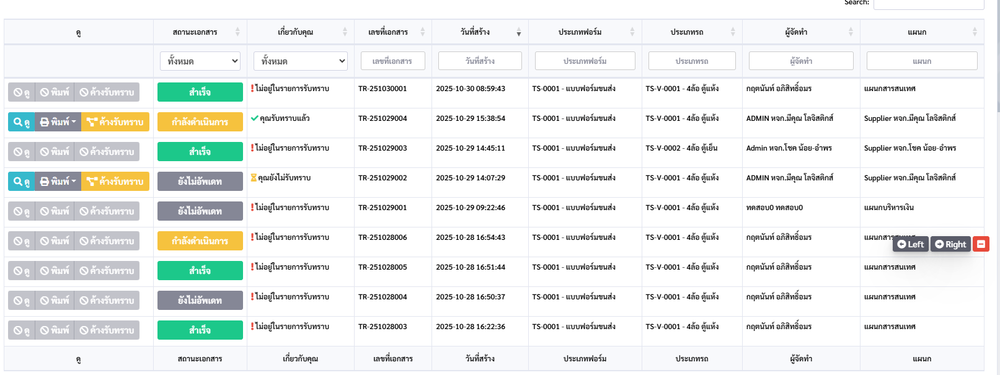 Search:
ดู สถานะเอกสาร เกี่ยวกับคุณ เลขที่เอกสาร วันที่สร้าง ประเภทฟอร์ม ประเภทรถ ผู้จัดทำ แผนก
ทั้งหมด ทั้งหมด เลขที่เอกสาร วันที่สร้าง ประเภทฟอร์ม ประเภทรถ ผู้จัดทำ แผนก
ดู พิมพ์ ค้างรับทราบ สำเร็จ ไม่อยู่ในรายการรับทราบ TR-251030001 2025-10-30 08:59:43 TS-0001 - แบบฟอร์มขนส่ง TS-V-0001 - 4ล้อ ตู้แห้ง กฤตนันท์ อภิสิทธิ์อมร แผนกสารสนเทศ
ดู พิมพ์ ค้างรับทราบ กำลังดำเนินการ คุณรับทราบแล้ว TR-251029004 2025-10-29 15:38:54 TS-0001 - แบบฟอร์มขนส่ง TS-V-0001 - 4ล้อ ตู้แห้ง ADMIN หจก.มีคุณ โลจิสติกส์ Supplier หจก.มีคุณ โลจิสติกส์
ดู พิมพ์ ค้างรับทราบ สำเร็จ ไม่อยู่ในรายการรับทราบ TR-251029003 2025-10-29 14:45:11 TS-0001 - แบบฟอร์มขนส่ง TS-V-0002 - 4ล้อ ตู้เย็น Admin หจก.โชค น้อย-อำพร Supplier หจก.โชค น้อย-อำพร
ดู พิมพ์ ค้างรับทราบ ยังไม่อัพเดท คุณยังไม่รับทราบ TR-251029002 2025-10-29 14:07:29 TS-0001 - แบบฟอร์มขนส่ง TS-V-0001 - 4ล้อ ตู้แห้ง ADMIN หจก.มีคุณ โลจิสติกส์ Supplier หจก.มีคุณ โลจิสติกส์
ดู พิมพ์ ค้างรับทราบ ยังไม่อัพเดท ไม่อยู่ในรายการรับทราบ TR-251029001 2025-10-29 09:22:46 TS-0001 - แบบฟอร์มขนส่ง TS-V-0001 - 4ล้อ ตู้แห้ง ทดสอบ0 ทดสอบ0 แผนกบริหารเงิน
ดู พิมพ์ ค้างรับทราบ กำลังดำเนินการ ไม่อยู่ในรายการรับทราบ TR-251028006 2025-10-28 16:54:43 TS-0001 - แบบฟอร์มขนส่ง TS-V-0001 - 4ล้อ ตู้แห้ง กฤตนันท์ อภิสิทธิ์อมร แผนกสารสนเทศ
Left Right
ดู พิมพ์ ค้างรับทราบ สำเร็จ ไม่อยู่ในรายการรับทราบ TR-251028005 2025-10-28 16:51:44 TS-0001 - แบบฟอร์มขนส่ง TS-V-0001 - 4ล้อ ตู้แห้ง กฤตนันท์ อภิสิทธิ์อมร แผนกสารสนเทศ
ดู พิมพ์ ค้างรับทราบ ยังไม่อัพเดท ไม่อยู่ในรายการรับทราบ TR-251028004 2025-10-28 16:50:37 TS-0001 - แบบฟอร์มขนส่ง TS-V-0001 - 4ล้อ ตู้แห้ง กฤตนันท์ อภิสิทธิ์อมร แผนกสารสนเทศ
ดู พิมพ์ ค้างรับทราบ สำเร็จ ไม่อยู่ในรายการรับทราบ TR-251028003 2025-10-28 16:22:36 TS-0001 - แบบฟอร์มขนส่ง TS-V-0001 - 4ล้อ ตู้แห้ง กฤตนันท์ อภิสิทธิ์อมร แผนกสารสนเทศ
ดู สถานะเอกสาร เกี่ยวกับคุณ เลขที่เอกสาร วันที่สร้าง ประเภทฟอร์ม ประเภทรถ ผู้จัดทำ แผนก